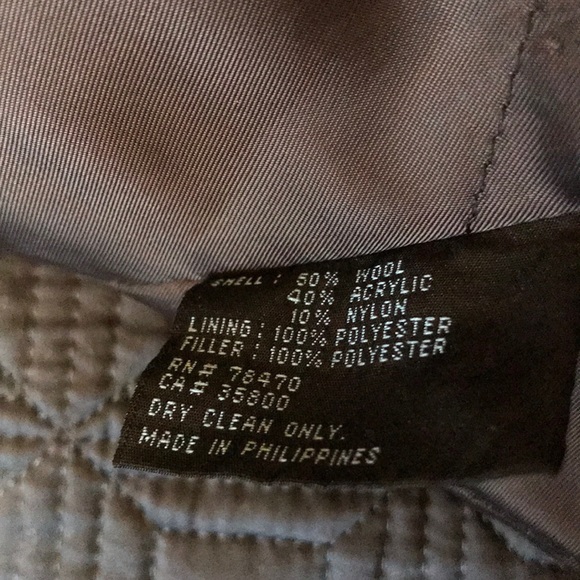 SHELL : 50% WOOL
40% ACRYLIC
10% NYLON
LINING : 100% POLYESTER
FILLER : 100% POLYESTER
RN# 78470
CA# 35800
DRY CLEAN ONLY.
MADE IN PHILIPPINES